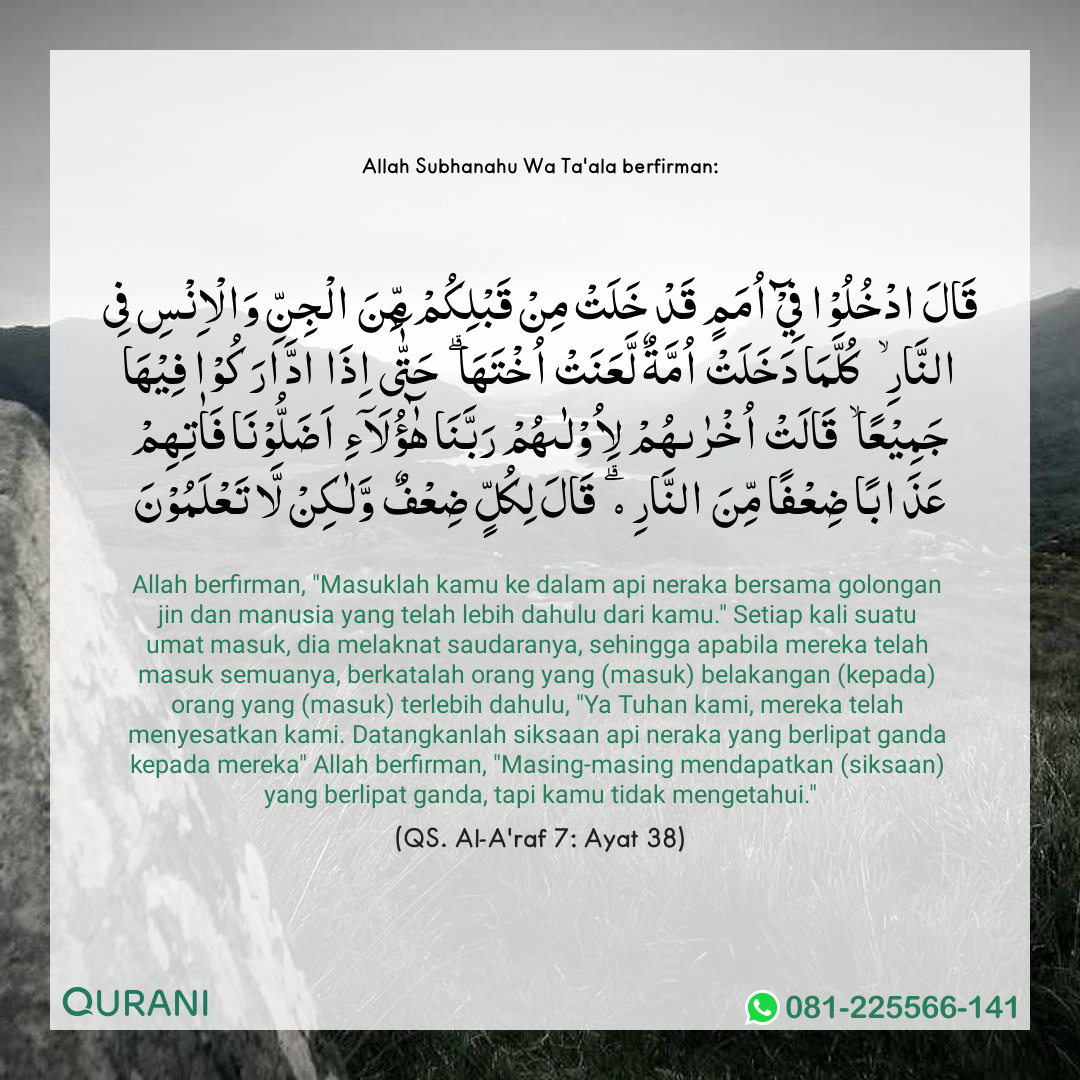 Allah Subhanahu Wa Ta'ala berfirman:
قَالَ ادْخُلُوْا فِيْٓ اُمَمٍ قَدْ خَلَتْ مِنْ قَبْلِكُمْ مِّنَ الْجِنِّ وَالْاِنْسِ فِى
النَّارِ ۙ كُلَّمَا دَخَلَتْ اُمَّةٌ لَّعَنَتْ اُخْتَهَا ۗ حَتّٰٓى اِذَا ادَّارَكُوْا فِيْهَا
جَمِيْعًا ۙ قَالَتْ اُخْرٰىهُمْ لِاُوْلٰىهُمْ رَبَّنَا هٰٓؤُلَاۤءِ اَضَلُّوْنَا فَاٰتِهِمْ
عَذَابًا ضِعْفًا مِّنَ النَّارِ ەۗ قَالَ لِكُلٍّ ضِعْفٌ وَّلٰكِنْ لَّا تَعْلَمُوْنَ
Allah berfirman, "Masuklah kamu ke dalam api neraka bersama golongan
jin dan manusia yang telah lebih dahulu dari kamu." Setiap kali suatu
umat masuk, dia melaknat saudaranya, sehingga apabila mereka telah
masuk semuanya, berkatalah orang yang (masuk) belakangan (kepada)
orang yang (masuk) terlebih dahulu, "Ya Tuhan kami, mereka telah
menyesatkan kami. Datangkanlah siksaan api neraka yang berlipat ganda
kepada mereka" Allah berfirman, "Masing-masing mendapatkan (siksaan)
yang berlipat ganda, tapi kamu tidak mengetahui."
(QS. Al-A'raf 7: Ayat 38)
QURANI
081-225566-141